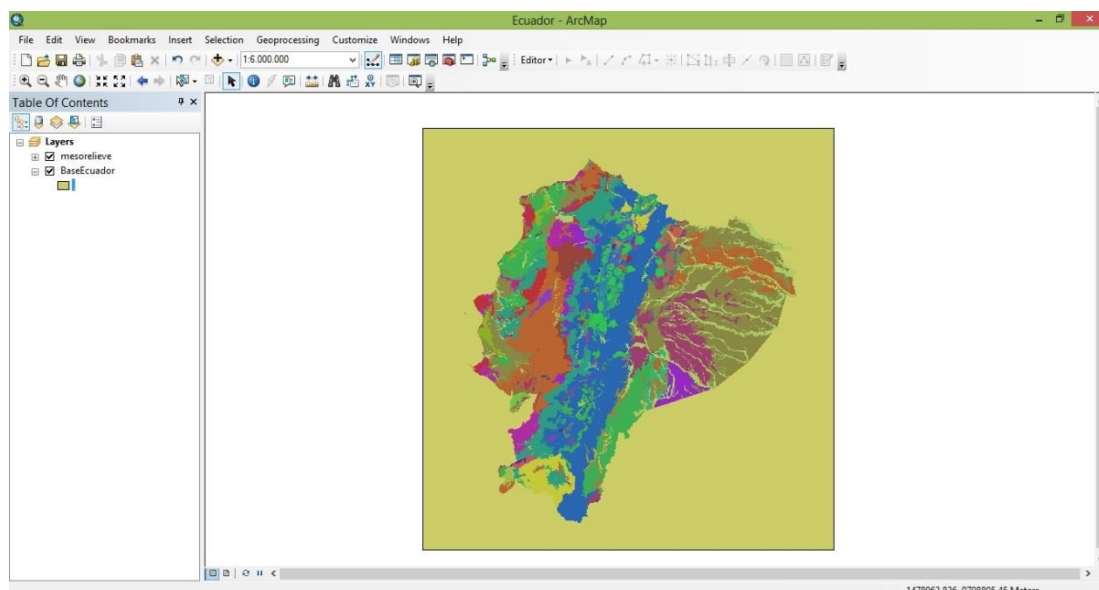 Ecuador - ArcMap
File Edit View Bookmarks Insert Selection Geoprocessing Customize Windows Help
1:6.000.000
Editor
Table Of Contents
Layers
mesorelieve
BaseEcuador